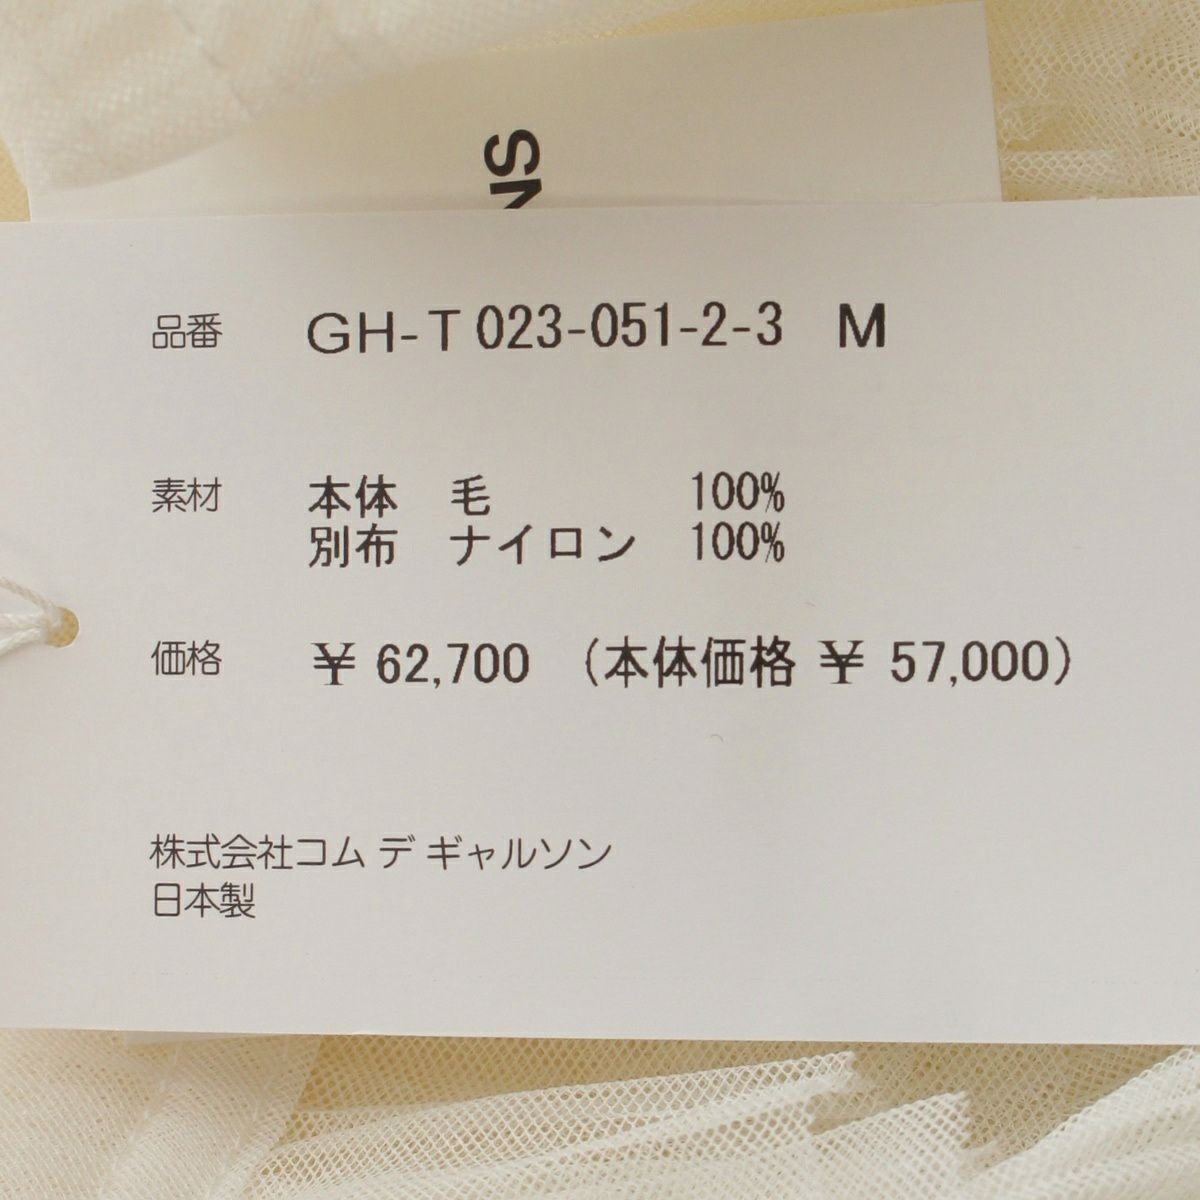 NS
品番 GH-T 023-051-2-3 M
素材 本体 毛 100%
別布 ナイロン 100%
価格 ¥ 62,700 (本体価格 ¥ 57,000)
株式会社コム デ ギャルソン
日本製